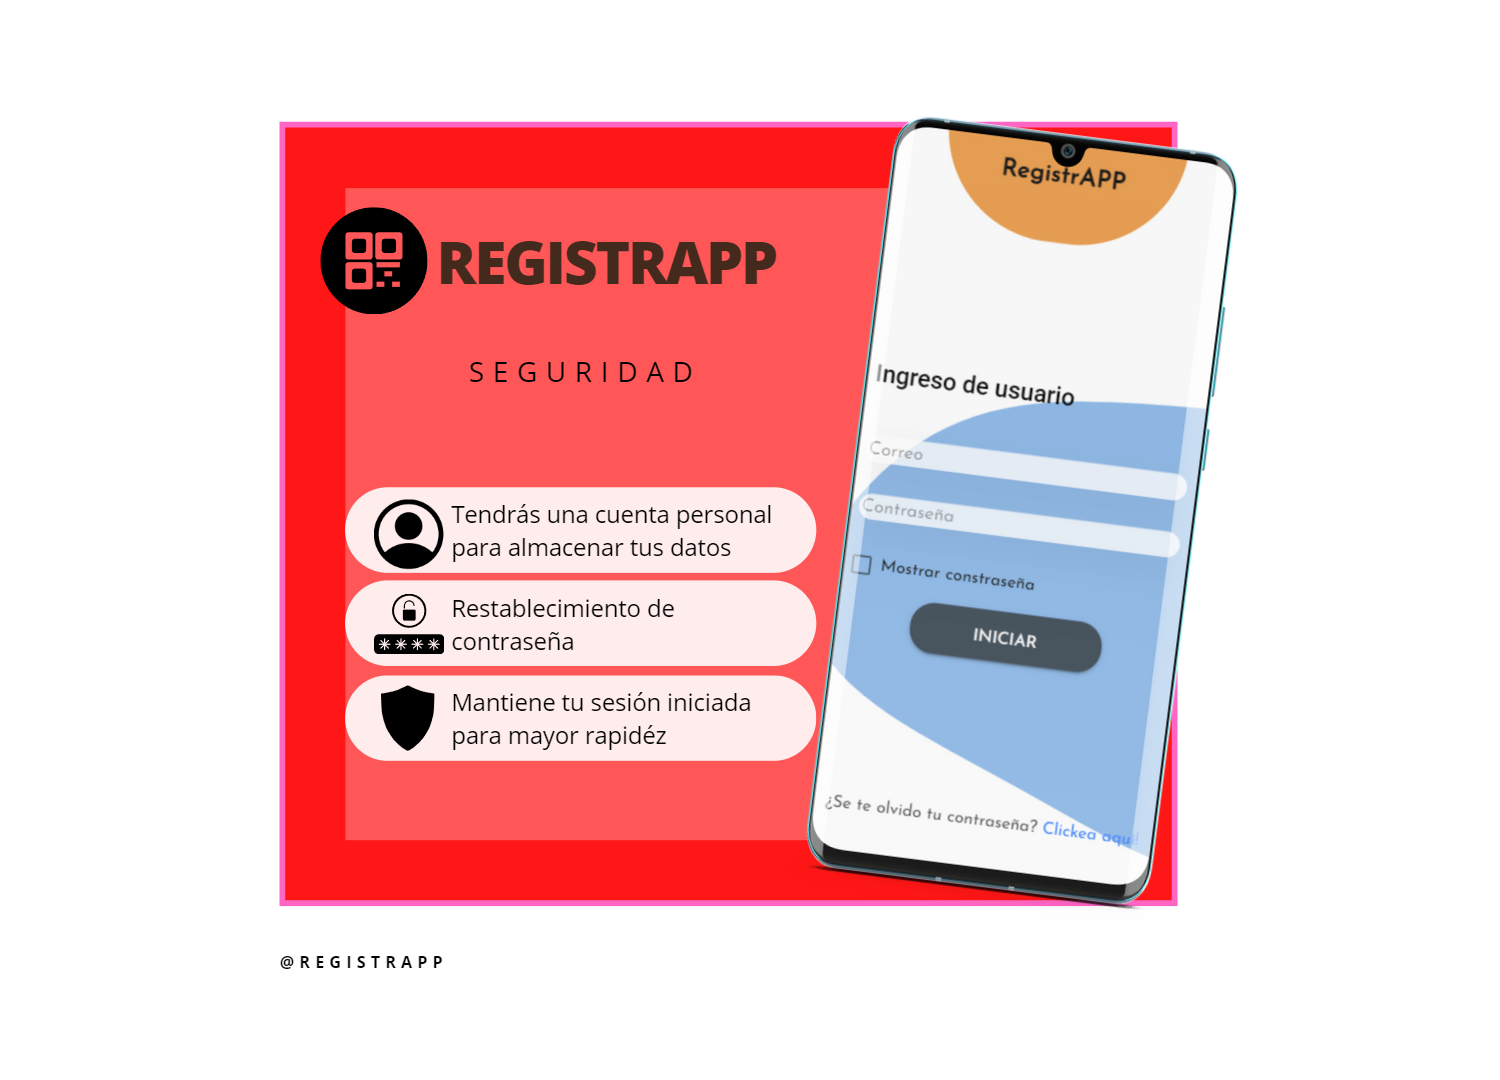 REGISTRAPP
SEGURIDAD
Tendrás una cuenta personal
para almacenar tus datos
Restablecimiento de
contraseña
****
Mantiene tu sesión iniciada
para mayor rapidéz
RegistrAPP
Ingreso de usuario
Correo
Contraseña
Mostrar constraseña
INICIAR
¿Se te olvido tu contraseña? Clickea aqui!
@REGISTRAPP